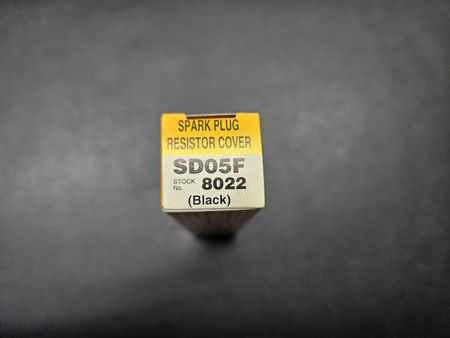 SPARK PLUG
RESISTOR COVER
SD05F
STOCK No. 8022
(Black)